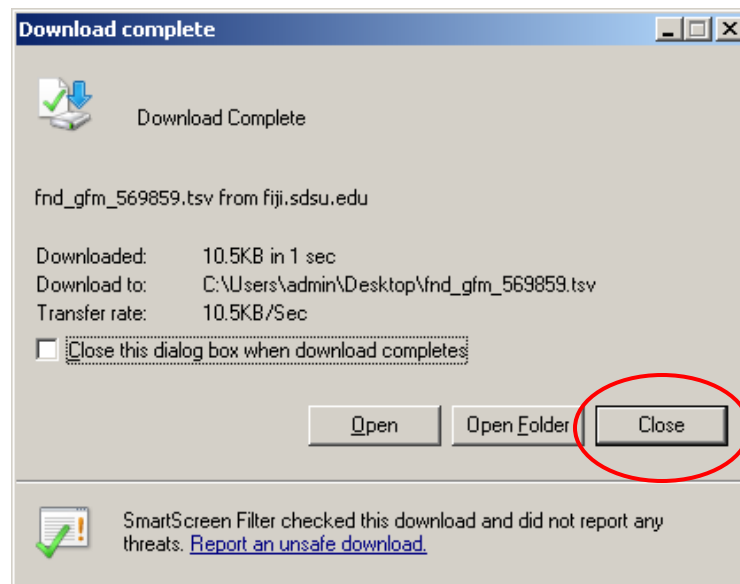 Download complete
Download Complete
fnd_gfm_569859.tsv from fiji.sdsu.edu
Downloaded: 10.5KB in 1 sec
Download to: C:\Users\admin\Desktop\fnd_gfm_569859.tsv
Transfer rate: 10.5KB/Sec
Close this dialog box when download completes
Open Open Folder Close
SmartScreen Filter checked this download and did not report any
threats. Report an unsafe download.